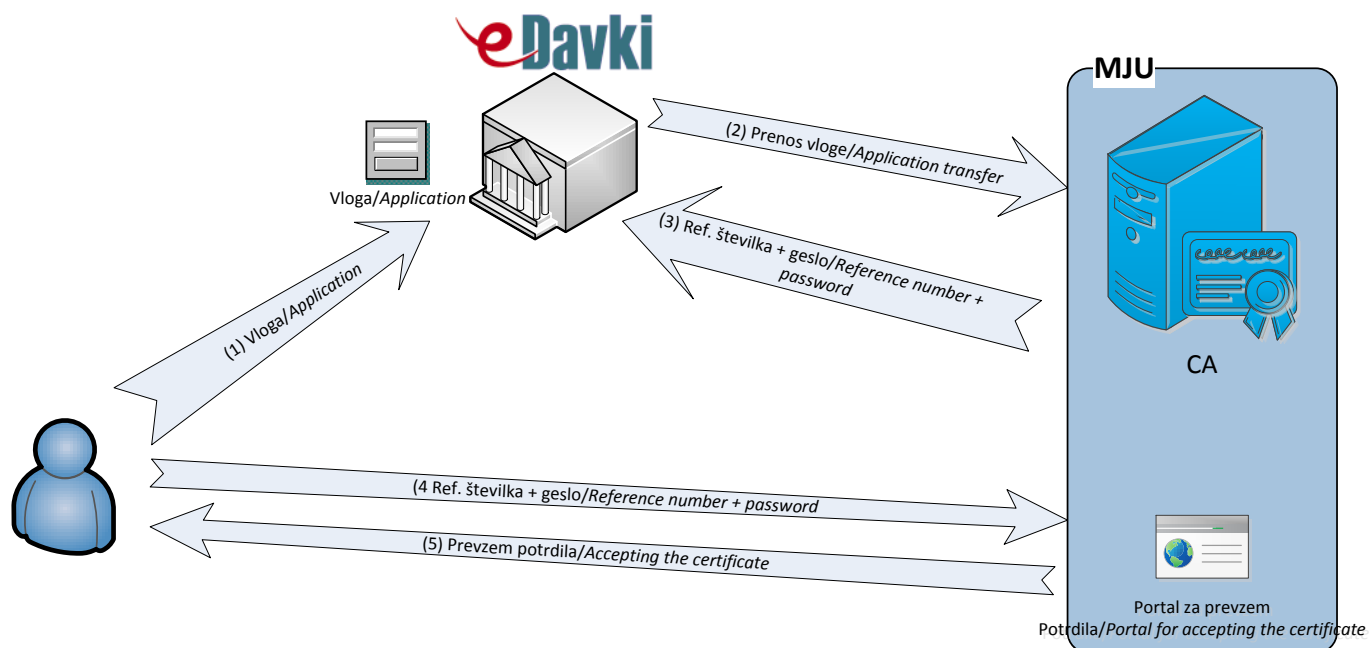 eDavki
MJU
Vloga/Application
(2) Prenos vloge/Application transfer
(3) Ref. številka + geslo/Reference number +
password
(1) Vloga/Application
CA
(4 Ref. številka + geslo/Reference number + password
(5) Prevzem potrdila/Accepting the certificate
Portal za prevzem
Potrdila/Portal for accepting the certificate